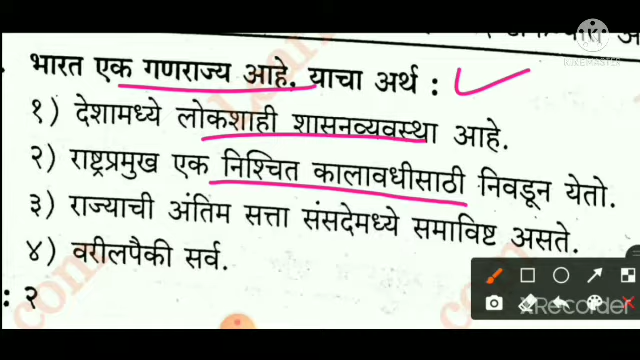 भारत एक गणराज्य आहे. याचा अर्थ :
१) देशामध्ये लोकशाही शासनव्यवस्था आहे.
२) राष्ट्रप्रमुख एक निश्चित कालावधीसाठी निवडून येतो.
३) राज्याची अंतिम सत्ता संसदेमध्ये समाविष्ट असते.
४) वरीलपैकी सर्व.
: २
XRecorder